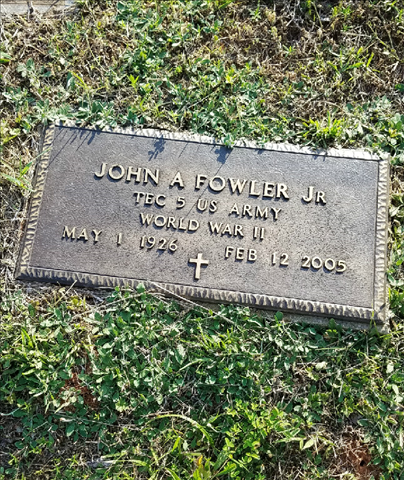 JOHN A FOWLER JR
TEC 5 US ARMY
WORLD WAR II
MAY 1 1926 FEB 12 2005